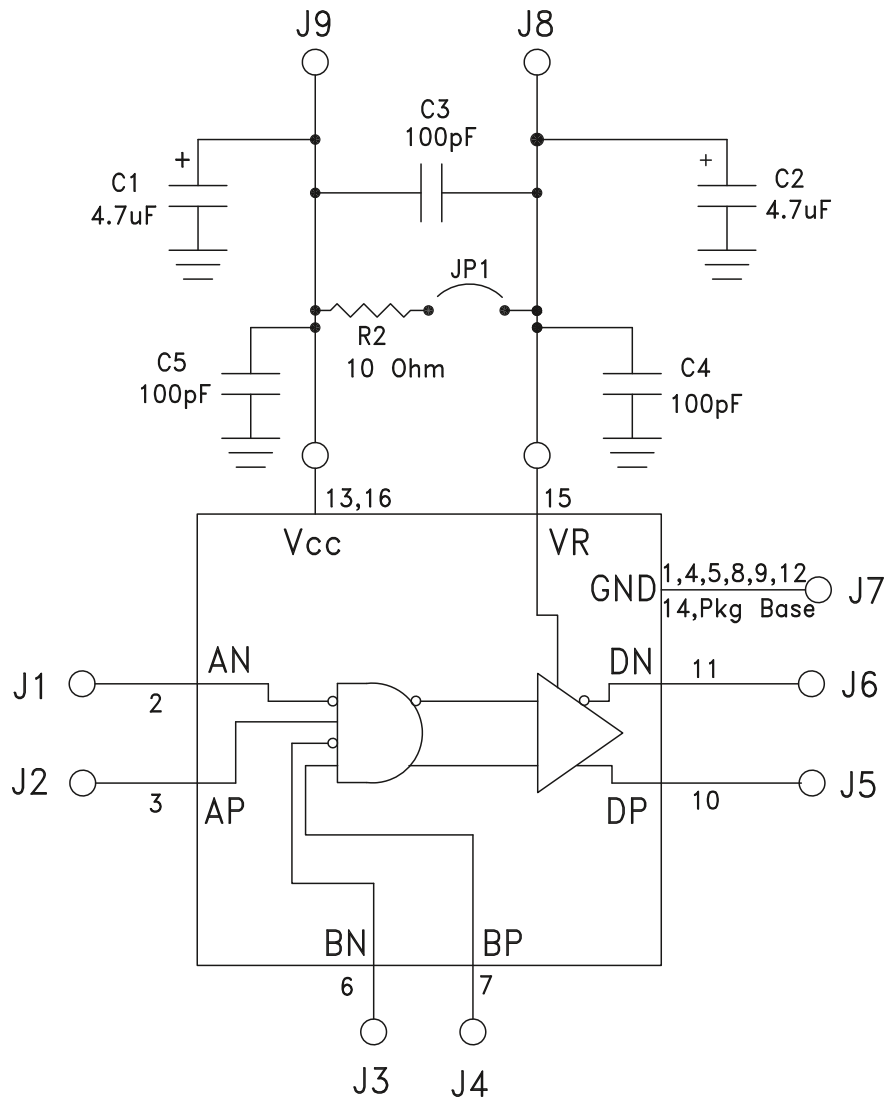 J9
J8
C3
100pF
+
+
C1
4.7uF
C2
4.7uF
JP1
R2
10 Ohm
C5
100pF
C4
100pF
13,16
15
Vcc
VR
GND
1,4,5,8,9,12
14,Pkg Base
J7
AN
DN
J1
2
11
J6
J2
3
AP
DP
10
J5
BN
BP
6
7
J3
J4